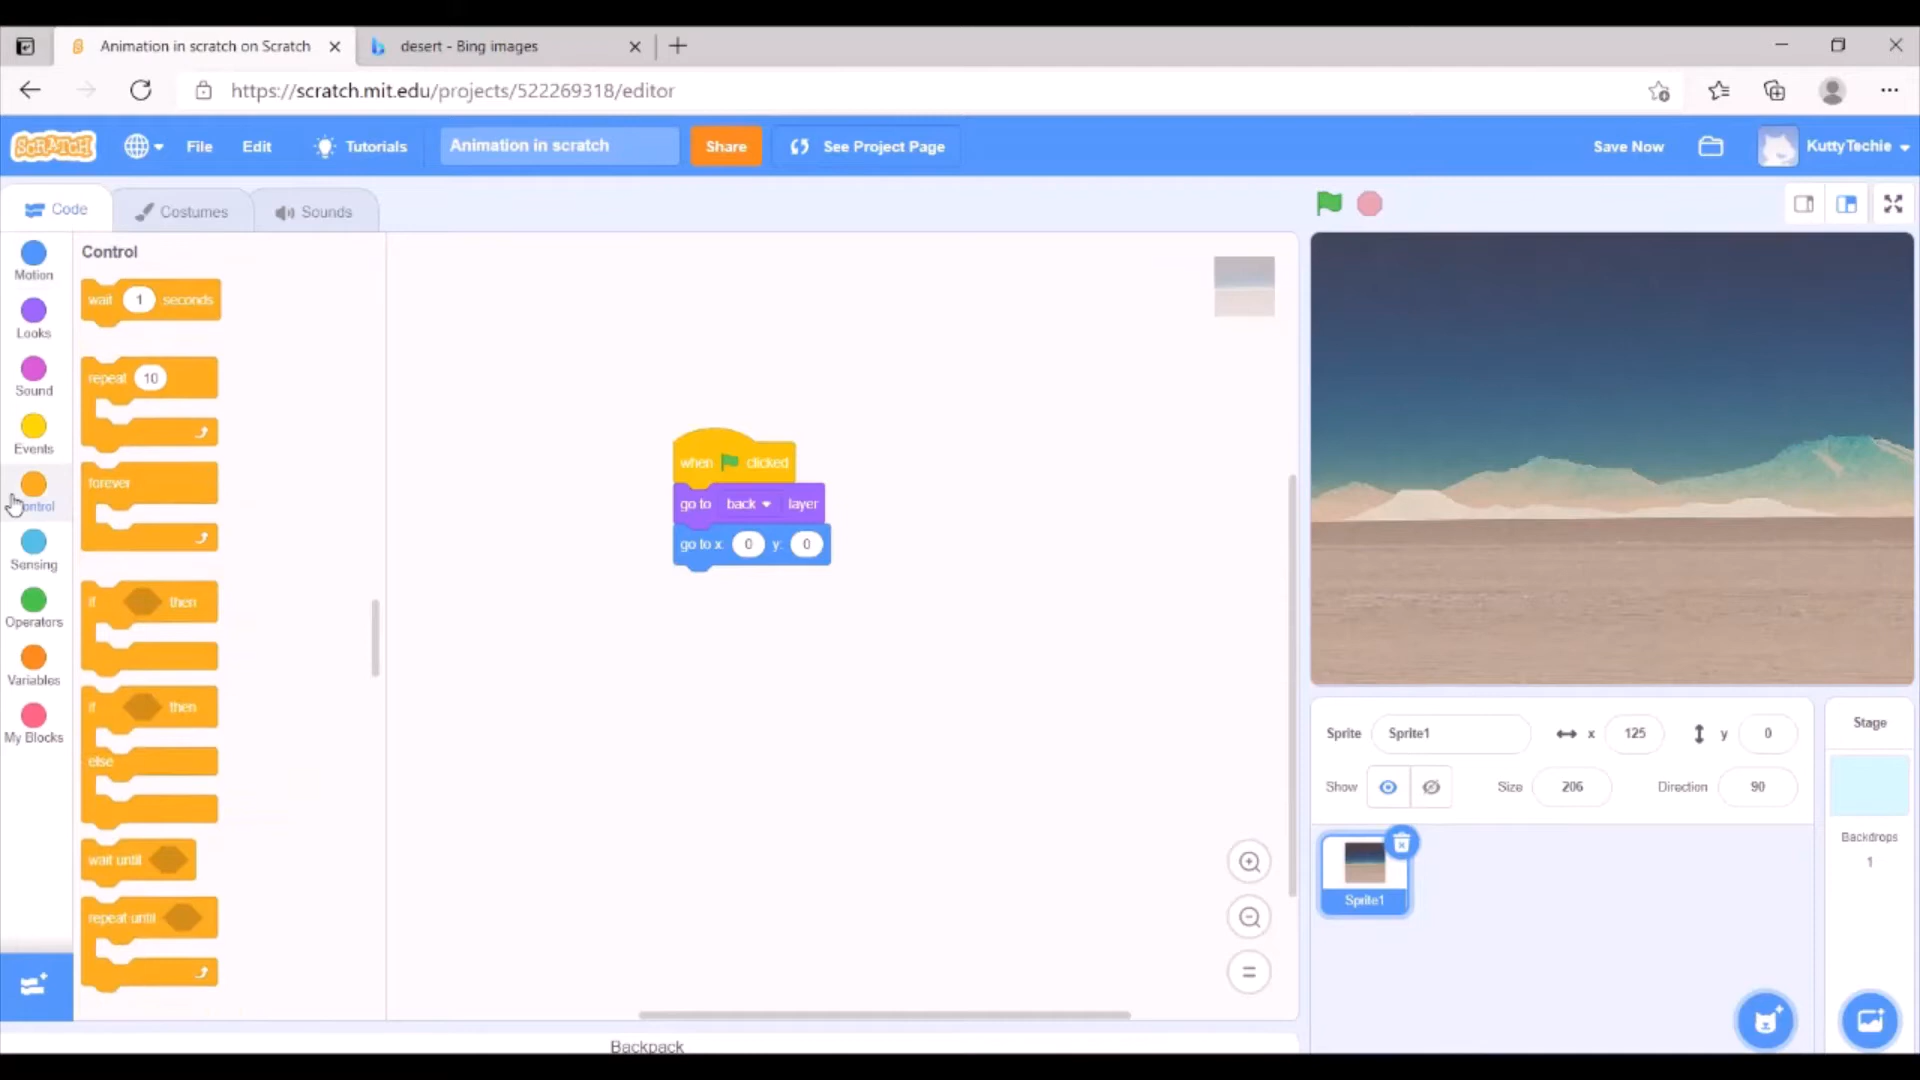 Animation in scratch on Scratch
desert - Bing images
https://scratch.mit.edu/projects/522269318/editor
SCRATCH
File
Edit
Tutorials
Animation in scratch
Share
See Project Page
Save Now
KuttyTechie
Code
Costumes
Sounds
Motion
Looks
Sound
Events
Control
Sensing
Operators
Variables
My Blocks
Control
wait 1 seconds
repeat 10
forever
if then
if then
else
wait until
repeat until
when clicked
go to back layer
go to x: 0 y: 0
Sprite Sprite1 x 125 y 0
Show Size 206 Direction 90
Sprite1
Stage
Backdrops
1
Backpack